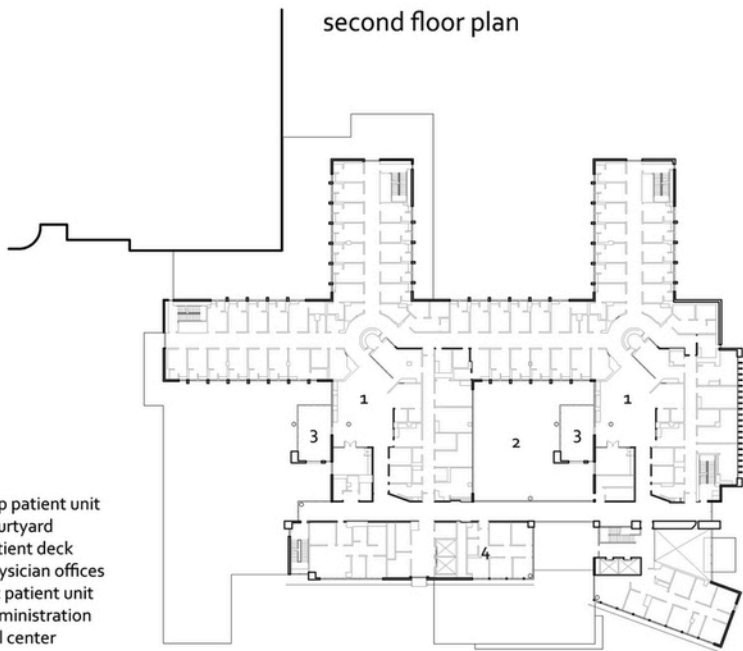 second floor plan
1
1
2
3
3
4
p patient unit
urtyard
tient deck
ysician offices
t patient unit
ministration
l center